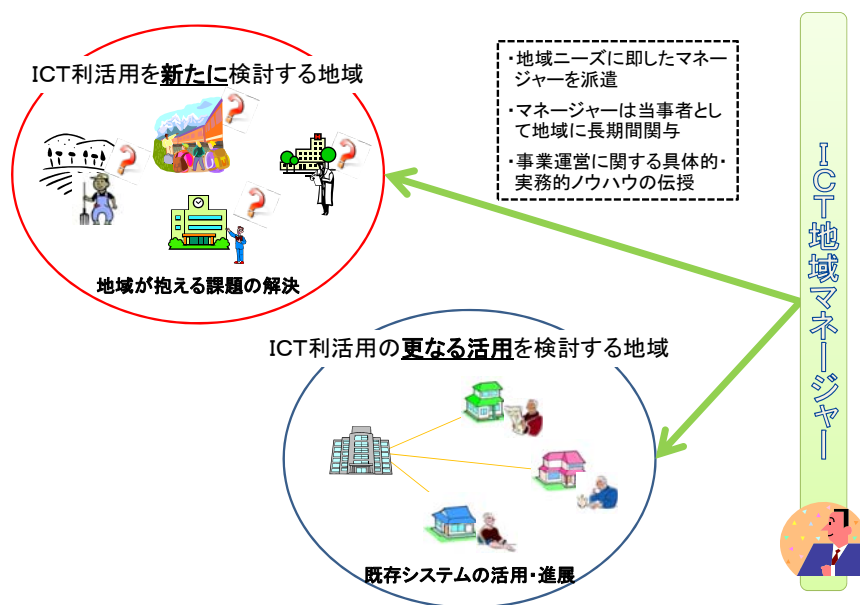 ICT利活用を新たに検討する地域
地域が抱える課題の解決
・地域ニーズに即したマネー
ジャーを派遣
・マネージャーは当事者とし
て地域に長期間関与
・事業運営に関する具体的・
実務的ノウハウの伝授
ICT地域マネージャー
ICT利活用の更なる活用を検討する地域
既存システムの活用・進展